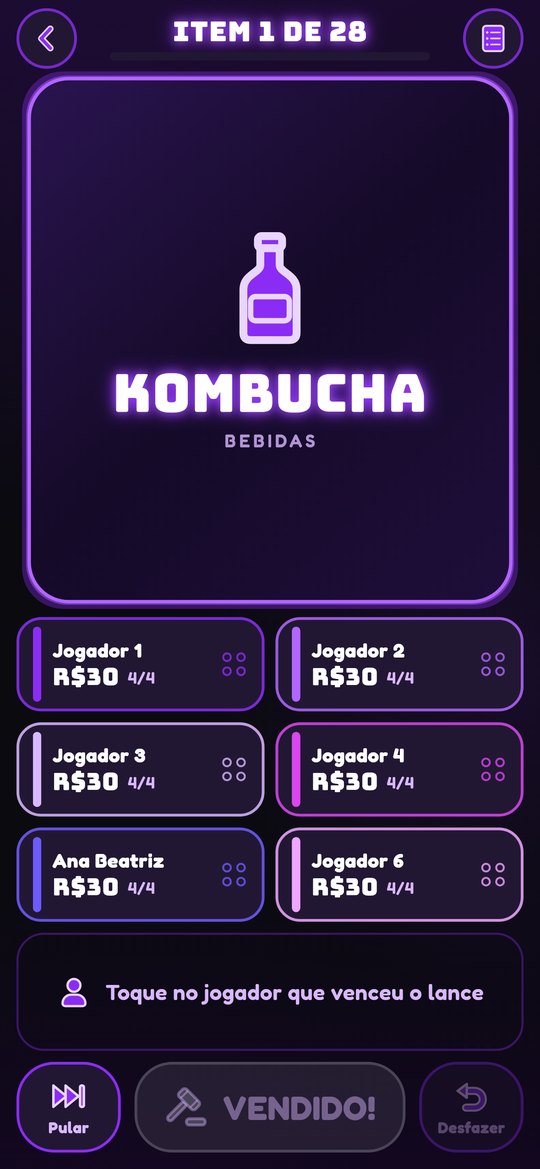 ITEM 1 DE 28
KOMBUCHA
BEBIDAS
Jogador 1
R$30 4/4
Jogador 2
R$30 4/4
Jogador 3
R$30 4/4
Jogador 4
R$30 4/4
Ana Beatriz
R$30 4/4
Jogador 6
R$30 4/4
Toque no jogador que venceu o lance
Pular
VENDIDO!
Desfazer